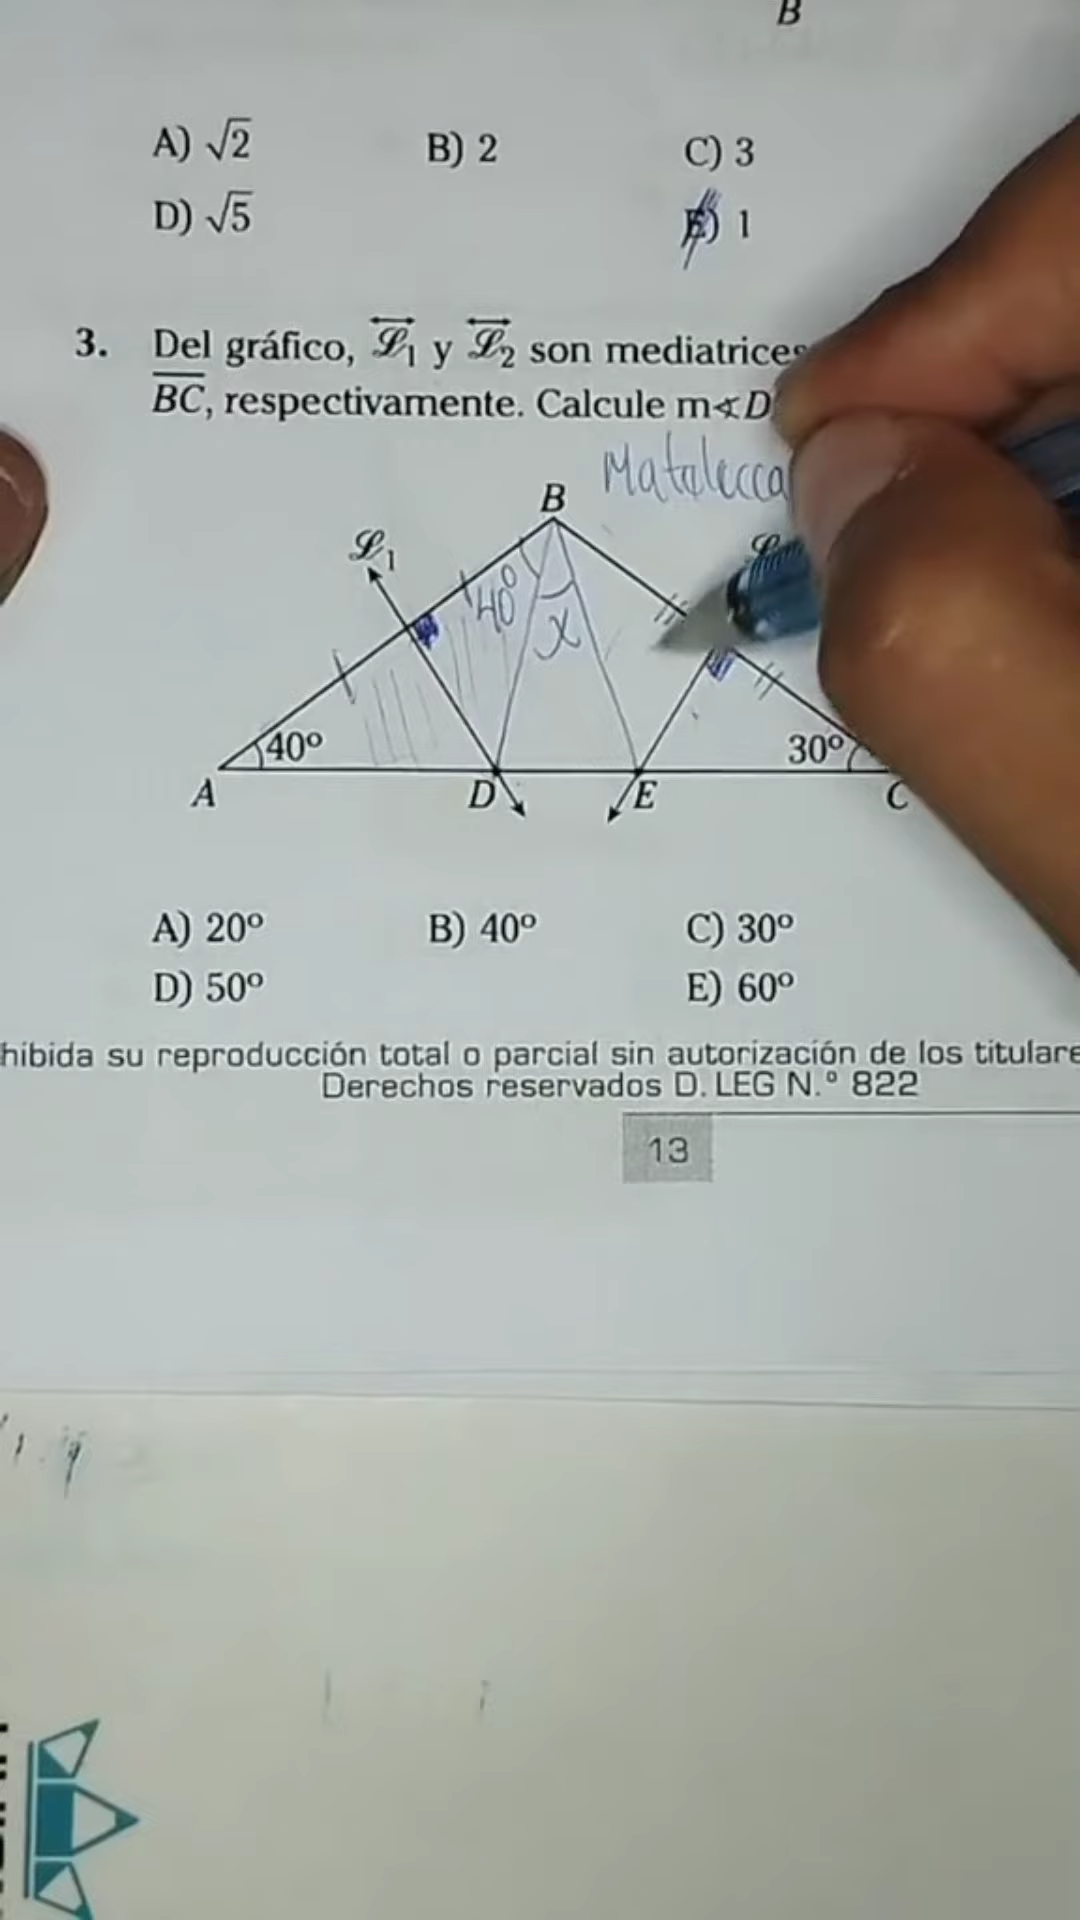 B
A) √2 B) 2 C) 3
D) √5 E) 1
3. Del gráfico, ℒ1 y ℒ2 son mediatrices
BC, respectivamente. Calcule m∢D
Matelecca
B
ℒ1
40°
x
40°
30°
A D E C
A) 20° B) 40° C) 30°
D) 50° E) 60°
hibida su reproducción total o parcial sin autorización de los titulare
Derechos reservados D. LEG N.° 822
13